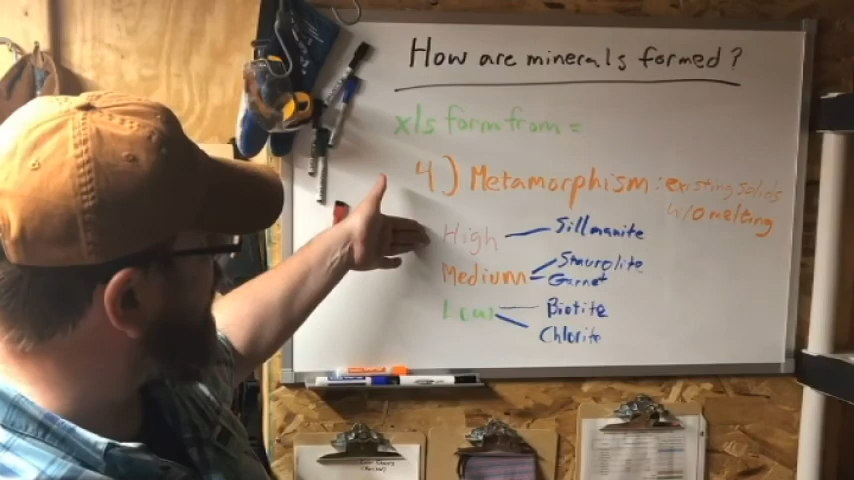 How are minerals formed?
xls form from =
4) Metamorphism: existing solids
w/o melting
High Sillmanite
Medium Staurolite
Garnet
Low Biotite
Chlorite